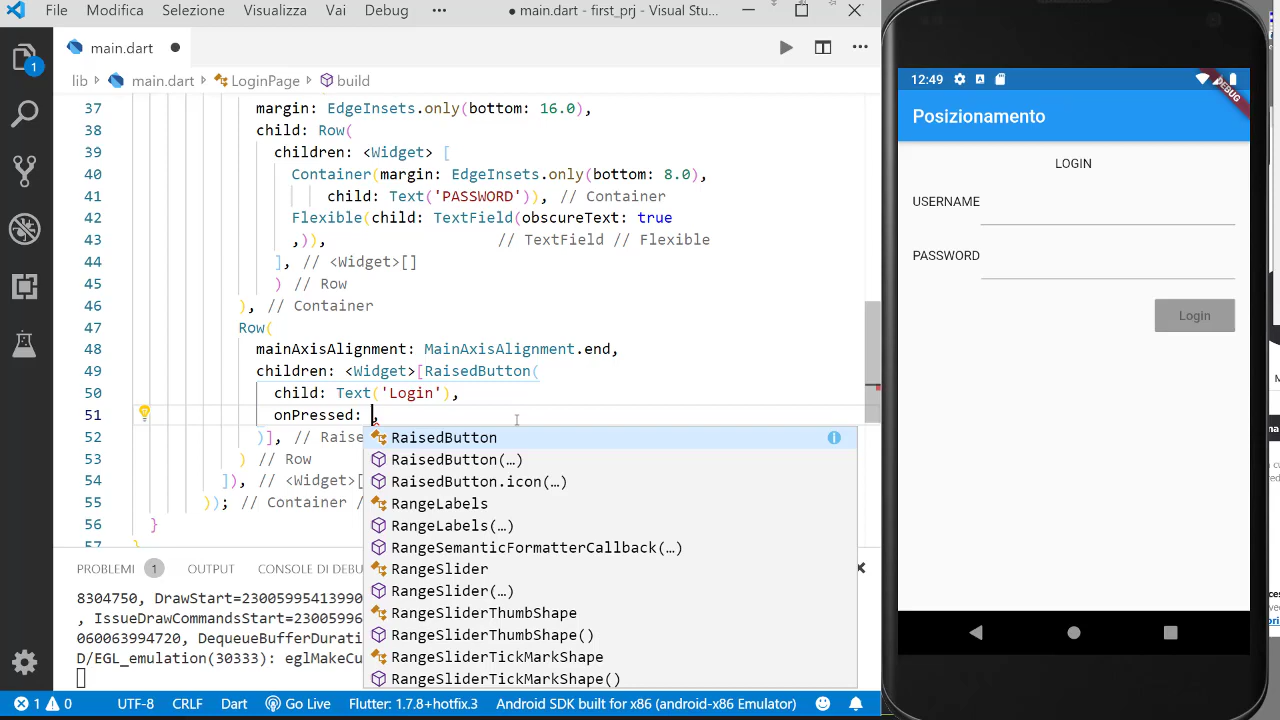 File Modifica Selezione Visualizza Vai Debug ··· ● main.dart - first_prj - Visual Stu...
main.dart ●
lib main.dart LoginPage build
37 margin: EdgeInsets.only(bottom: 16.0),
38 child: Row(
39 children: <Widget> [
40 Container(margin: EdgeInsets.only(bottom: 8.0),
41 child: Text('PASSWORD')), // Container
42 Flexible(child: TextField(obscureText: true
43 ,)), // TextField // Flexible
44 ], // <Widget>[]
45 ) // Row
46 ), // Container
47 Row(
48 mainAxisAlignment: MainAxisAlignment.end,
49 children: <Widget>[RaisedButton(
50 child: Text('Login'),
51 onPressed: ,
52 )], // Raise
53 ) // Row
54 ]), // <Widget>[
55 )); // Container /
56 }
57 }
RaisedButton
RaisedButton(…)
RaisedButton.icon(…)
RangeLabels
RangeLabels(…)
RangeSemanticFormatterCallback(…)
RangeSlider
RangeSlider(…)
RangeSliderThumbShape
RangeSliderThumbShape()
RangeSliderTickMarkShape
RangeSliderTickMarkShape()
PROBLEMI 1 OUTPUT CONSOLE DI DEBU
8304750, DrawStart=23005995413990
, IssueDrawCommandsStart=23005996
060063994720, DequeueBufferDurati
D/EGL_emulation(30333): eglMakeCu
1 0 UTF-8 CRLF Dart Go Live Flutter: 1.7.8+hotfix.3 Android SDK built for x86 (android-x86 Emulator)
1
12:49
DEBUG
Posizionamento
LOGIN
USERNAME
PASSWORD
Login